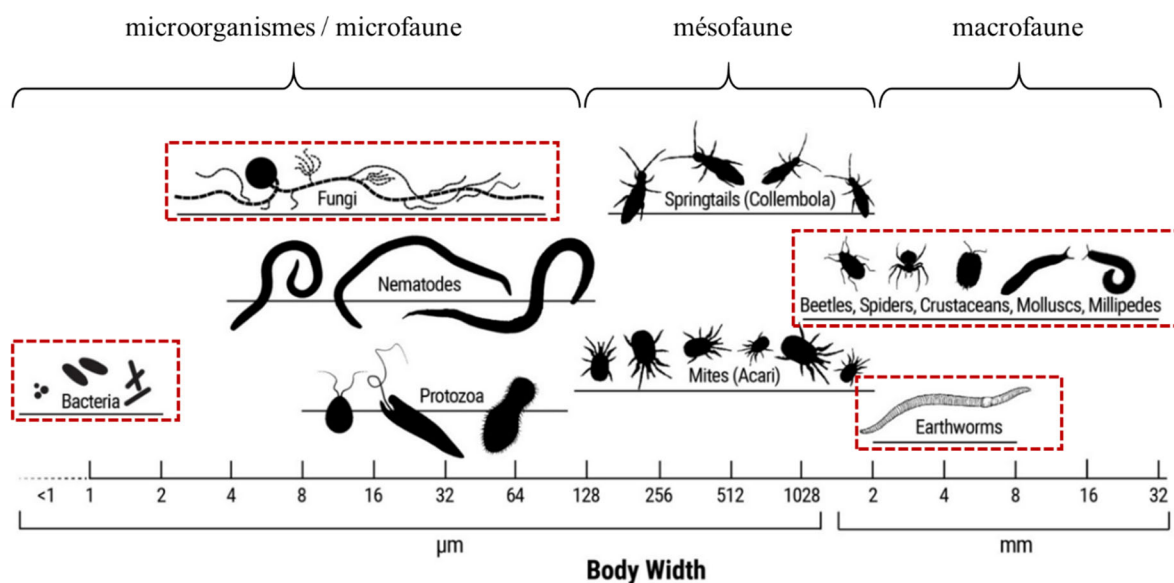 microorganismes / microfaune
mésofaune
macrofaune
Fungi
Springtails (Collembola)
Nematodes
Beetles, Spiders, Crustaceans, Molluscs, Millipedes
Bacteria
Protozoa
Mites (Acari)
Earthworms
<1 1 2 4 8 16 32 64 128 256 512 1028 2 4 8 16 32
µm
mm
Body Width